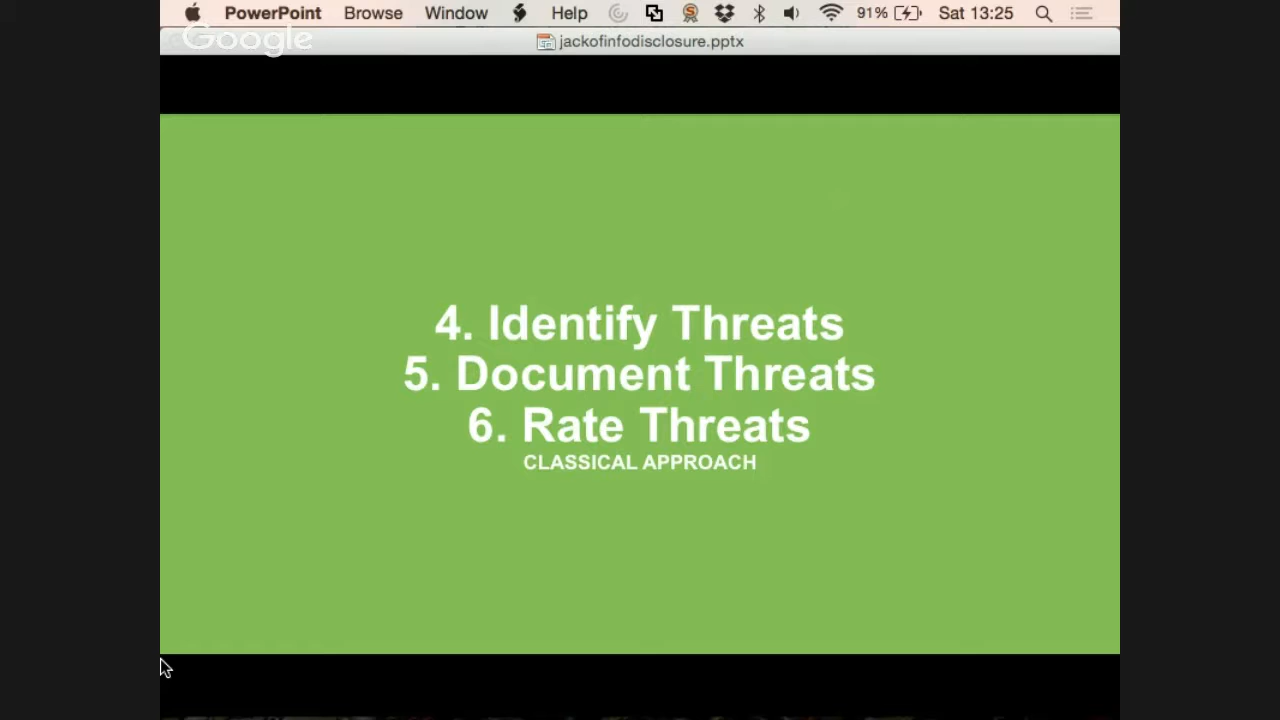 PowerPoint Browse Window Help 91% Sat 13:25
Google
jackofinfodisclosure.pptx
4. Identify Threats
5. Document Threats
6. Rate Threats
CLASSICAL APPROACH